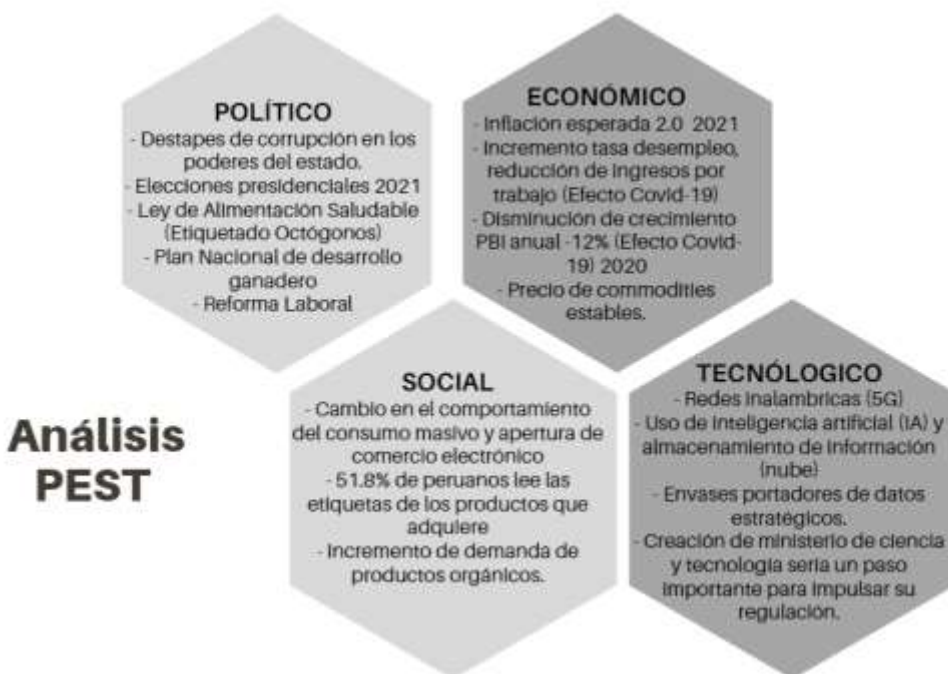 POLÍTICO
- Destapes de corrupción en los
poderes del estado.
- Elecciones presidenciales 2021
- Ley de Alimentación Saludable
(Etiquetado Octógonos)
- Plan Nacional de desarrollo
ganadero
- Reforma Laboral
ECONÓMICO
- Inflación esperada 2.0 2021
- Incremento tasa desempleo,
reducción de ingresos por
trabajo (Efecto Covid-19)
- Disminución de crecimiento
PBI anual -12% (Efecto Covid-
19) 2020
- Precio de commodities
estables.
Análisis
PEST
SOCIAL
- Cambio en el comportamiento
del consumo masivo y apertura de
comercio electrónico
- 51.8% de peruanos lee las
etiquetas de los productos que
adquiere
- Incremento de demanda de
productos orgánicos.
TECNÓLOGICO
- Redes Inalambricas (5G)
- Uso de inteligencia artificial (IA) y
almacenamiento de información
(nube)
- Envases portadores de datos
estratégicos.
- Creación de ministerio de ciencia
y tecnología seria un paso
importante para impulsar su
regulación.